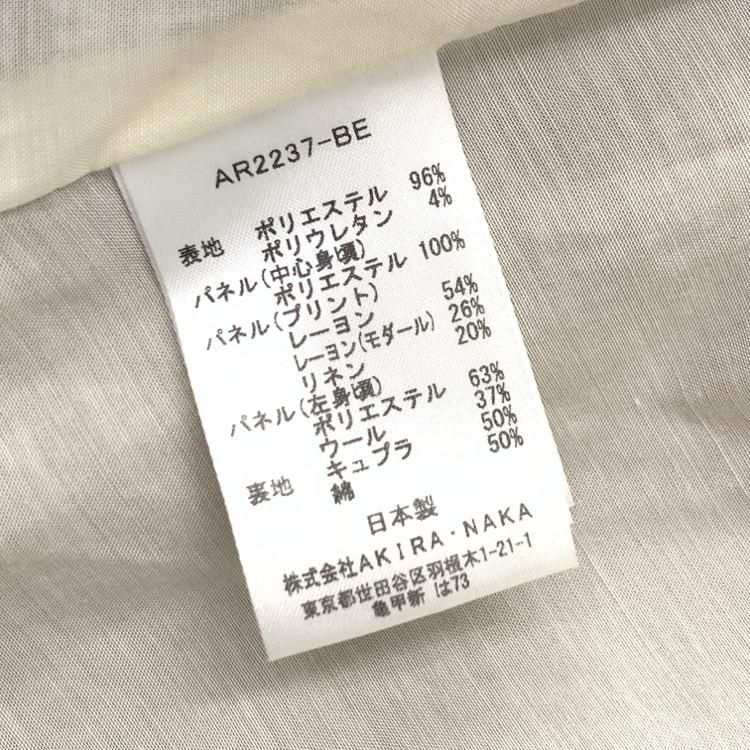 AR2237-BE
表地 ポリエステル 96%
ポリウレタン 4%
パネル(中心身頃)
ポリエステル 100%
パネル(プリント)
レーヨン 54%
レーヨン(モダール) 26%
リネン 20%
パネル(左身頃)
ポリエステル 63%
ウール 37%
裏地 キュプラ 50%
綿 50%
日本製
株式会社AKIRA・NAKA
東京都世田谷区羽根木1-21-1
亀甲新 は73